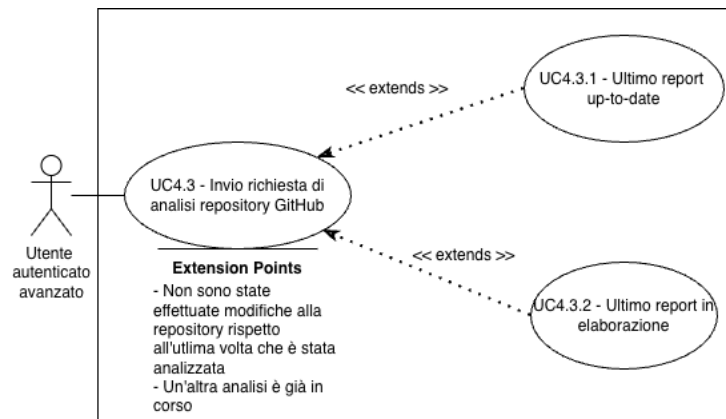 UC4.3.1 - Ultimo report
up-to-date
<< extends >>
UC4.3 - Invio richiesta di
analisi repository GitHub
Utente
autenticato
avanzato
<< extends >>
Extension Points
- Non sono state
effettuate modifiche alla
repository rispetto
all'utlima volta che è stata
analizzata
- Un'altra analisi è già in
corso
UC4.3.2 - Ultimo report in
elaborazione